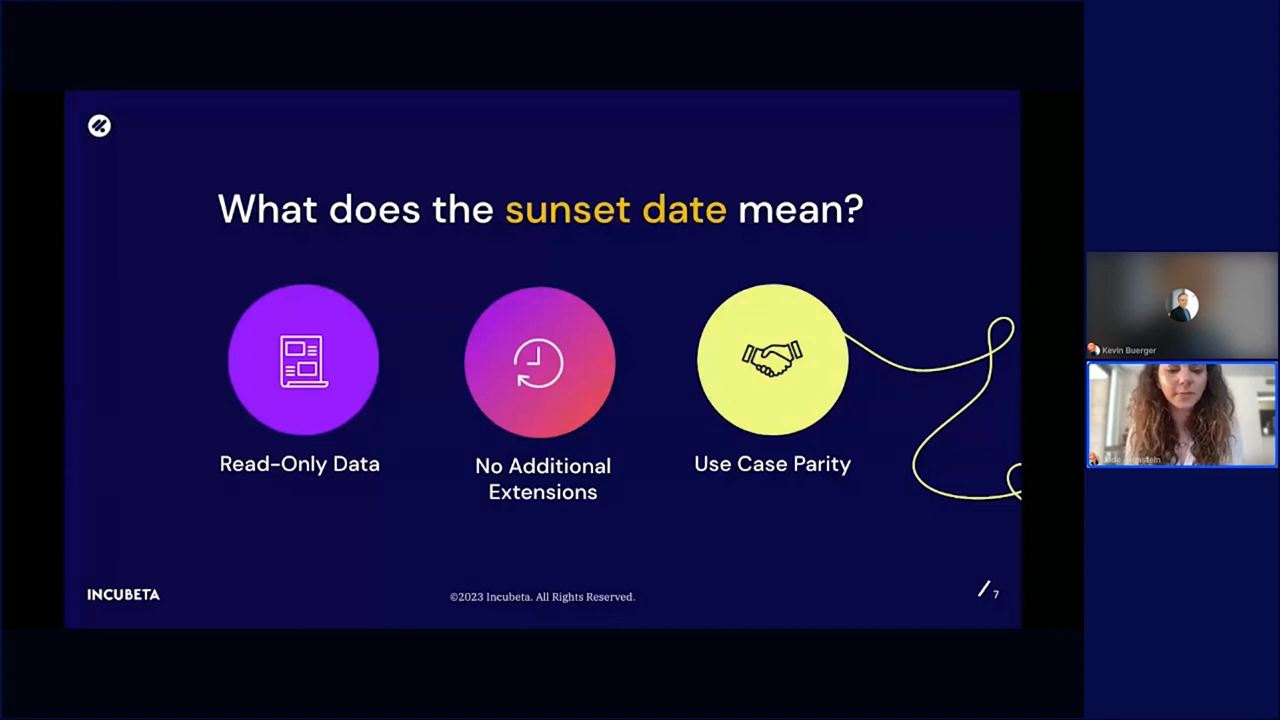 What does the sunset date mean?
Read-Only Data
No Additional
Extensions
Use Case Parity
INCUBETA
©2023 Incubeta. All Rights Reserved.
7
Kevin Buerger